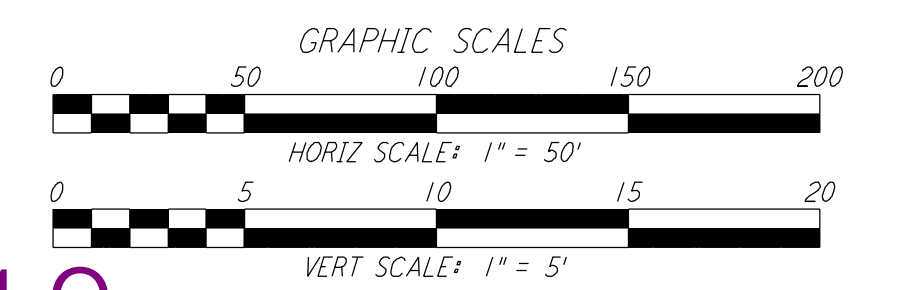 GRAPHIC SCALES
0 50 100 150 200
HORIZ SCALE: 1" = 50'
0 5 10 15 20
VERT SCALE: 1" = 5'